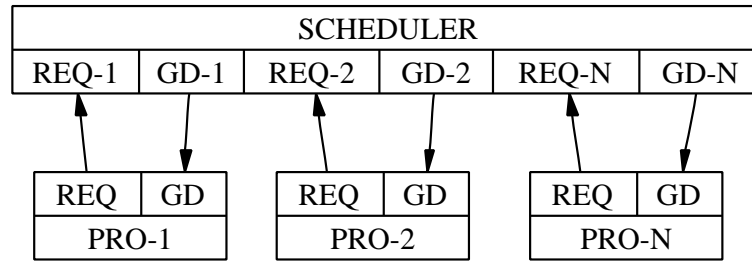 SCHEDULER
REQ-1 GD-1 REQ-2 GD-2 REQ-N GD-N
REQ GD REQ GD REQ GD
PRO-1 PRO-2 PRO-N